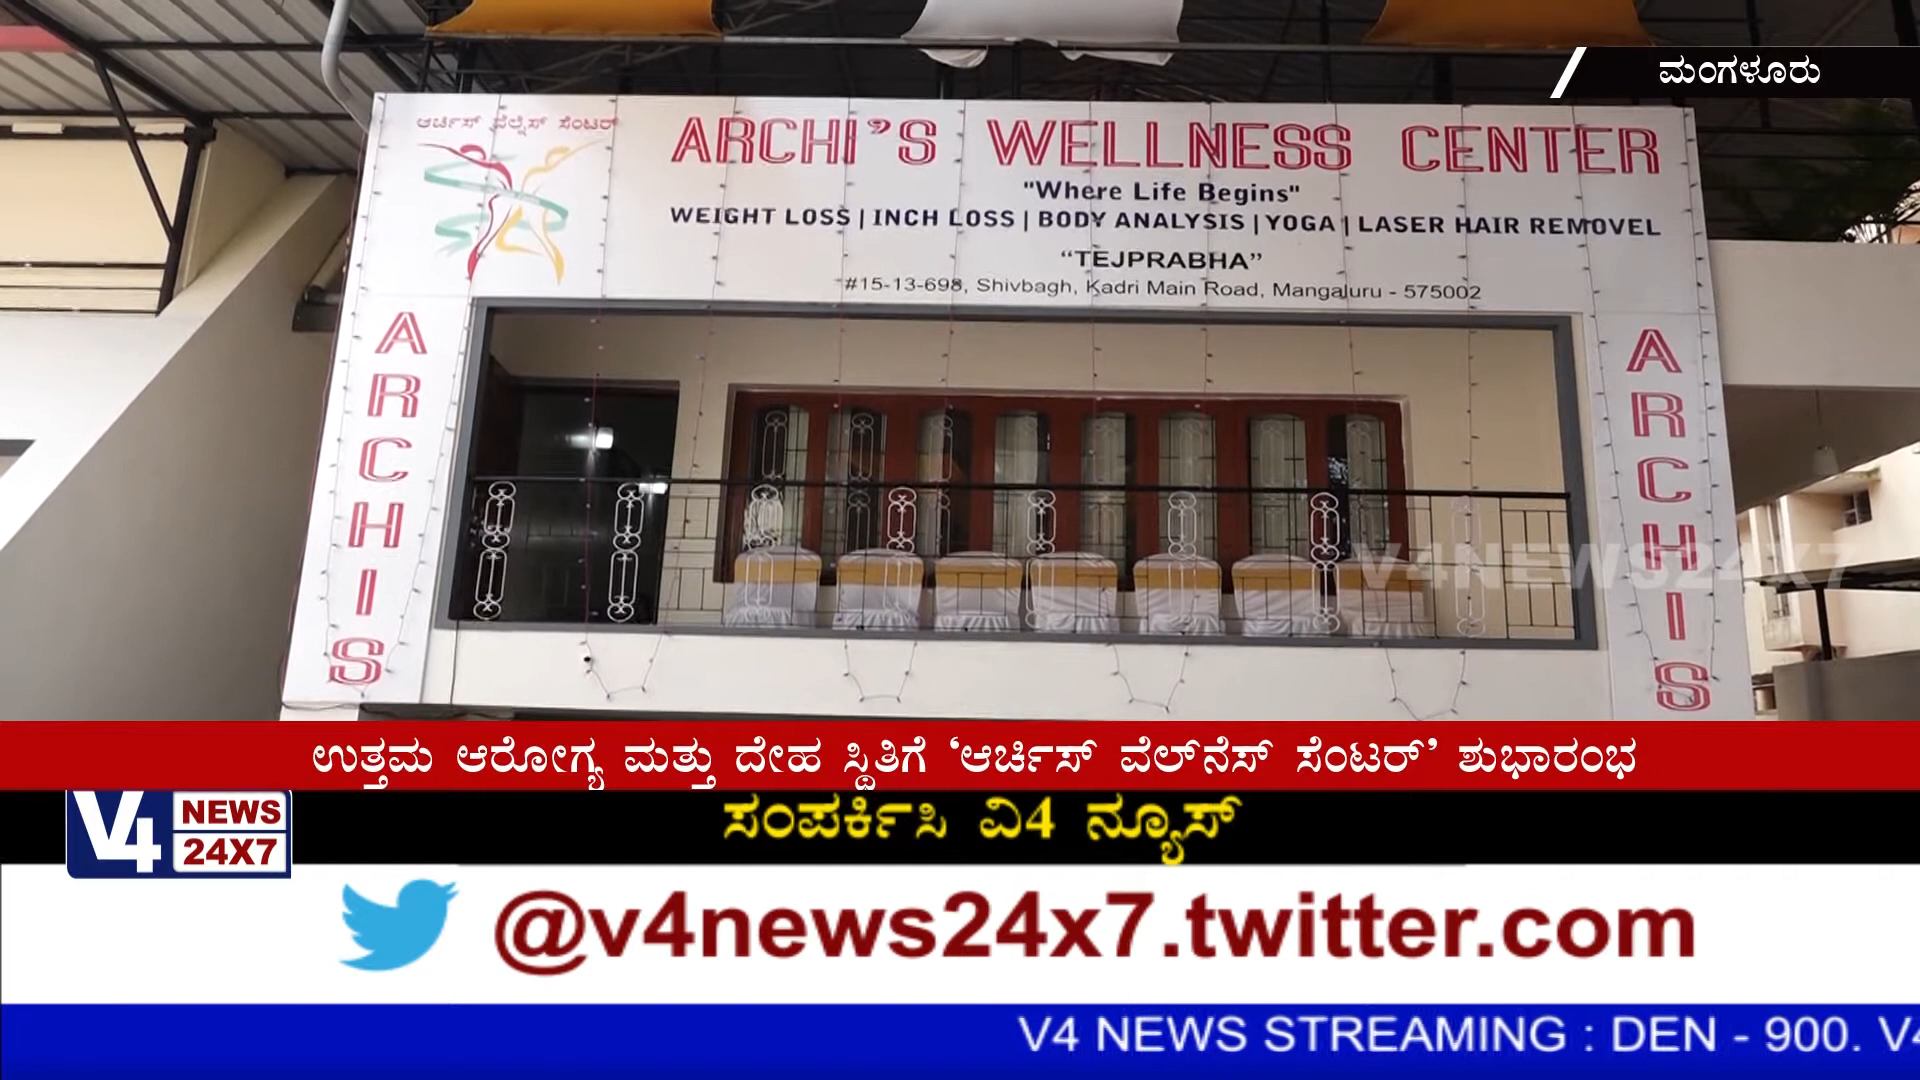 ಮಂಗಳೂರು
ಆರ್ಚಿಸ್ ವೆಲ್ನೆಸ್ ಸೆಂಟರ್
ARCHI'S WELLNESS CENTER
"Where Life Begins"
WEIGHT LOSS | INCH LOSS | BODY ANALYSIS | YOGA | LASER HAIR REMOVEL
“TEJPRABHA”
#15-13-698, Shivbagh, Kadri Main Road, Mangaluru - 575002
ARCHIS
ARCHIS
V4NEWS24X7
ಉತ್ತಮ ಆರೋಗ್ಯ ಮತ್ತು ದೇಹ ಸ್ಥಿತಿಗೆ ‘ಆರ್ಚಿಸ್ ವೆಲ್‌ನೆಸ್ ಸೆಂಟರ್’ ಶುಭಾರಂಭ
V4 NEWS 24X7
ಸಂಪರ್ಕಿಸಿ ವಿ4 ನ್ಯೂಸ್
@v4news24x7.twitter.com
V4 NEWS STREAMING : DEN - 900. V4